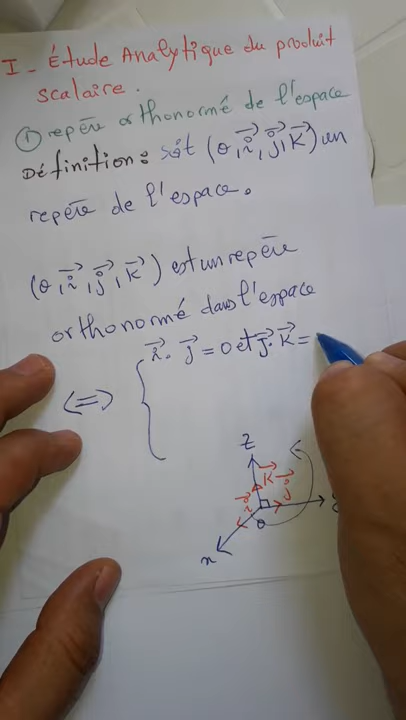 I - Étude Analytique du produit
scalaire.
① repère orthonormé de l'espace
Définition: soit (o, i⃗, j⃗, k⃗) un
repère de l'espace.
(o, i⃗, j⃗, k⃗) est un repère
orthonormé dans l'espace
⟺ { i⃗. j⃗ = 0 et j⃗. k⃗ =
z
k⃗
i⃗ j⃗
o
x